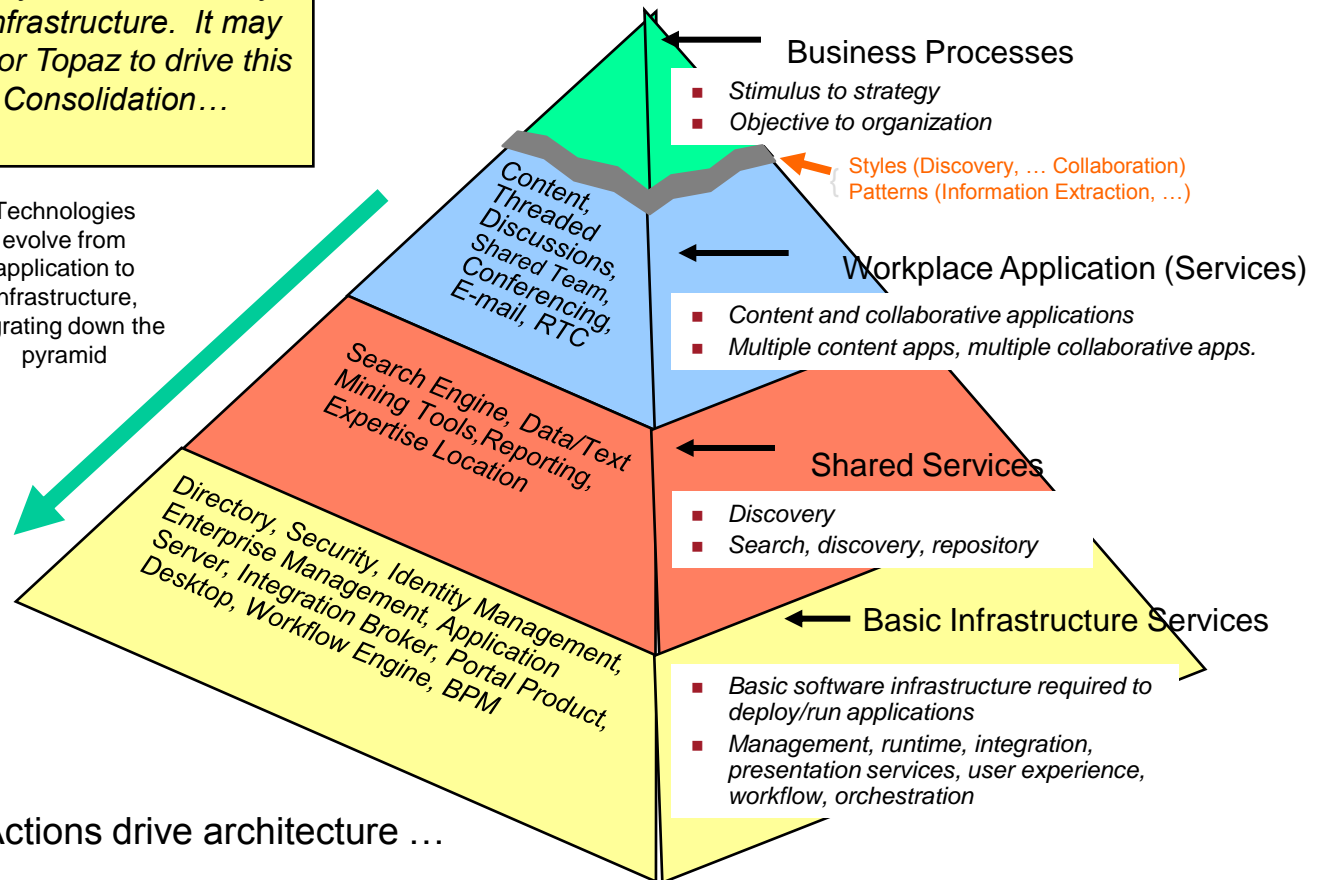 nfrastructure. It may
or Topaz to drive this
Consolidation…
Technologies
evolve from
application to
nfrastructure,
grating down the
pyramid
Business Processes
■ Stimulus to strategy
■ Objective to organization
Styles (Discovery, … Collaboration)
Patterns (Information Extraction, …)
Content,
Threaded
Discussions,
Shared Team,
Conferencing,
E-mail, RTC
Workplace Application (Services)
■ Content and collaborative applications
■ Multiple content apps, multiple collaborative apps.
Search Engine, Data/Text
Mining Tools,Reporting,
Expertise Location
Shared Services
■ Discovery
■ Search, discovery, repository
Directory, Security, Identity Management,
Enterprise Management, Application
Server, Integration Broker, Portal Product,
Desktop, Workflow Engine, BPM
Basic Infrastructure Services
■ Basic software infrastructure required to
deploy/run applications
■ Management, runtime, integration,
presentation services, user experience,
workflow, orchestration
Actions drive architecture …